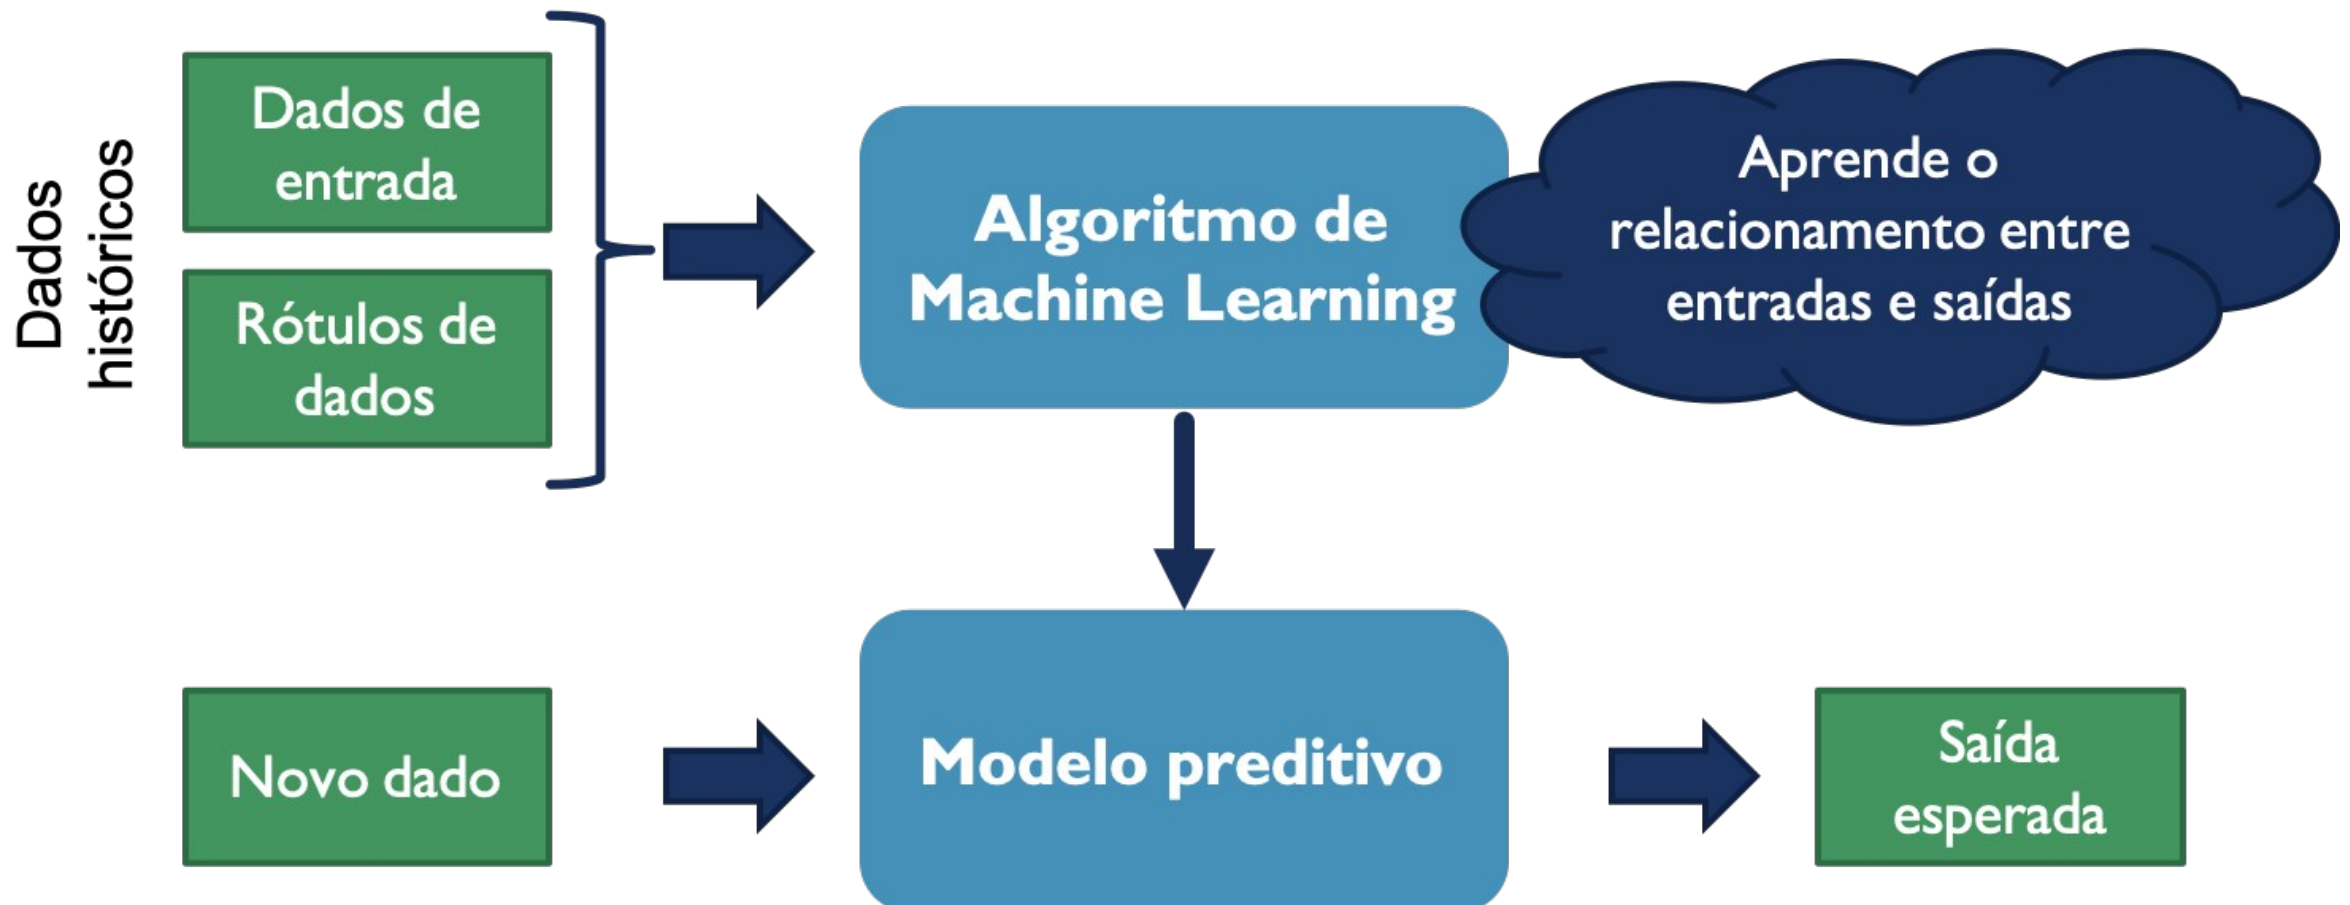 Dados
históricos
Dados de
entrada
Rótulos de
dados
Algoritmo de
Machine Learning
Aprende o
relacionamento entre
entradas e saídas
Novo dado
Modelo preditivo
Saída
esperada